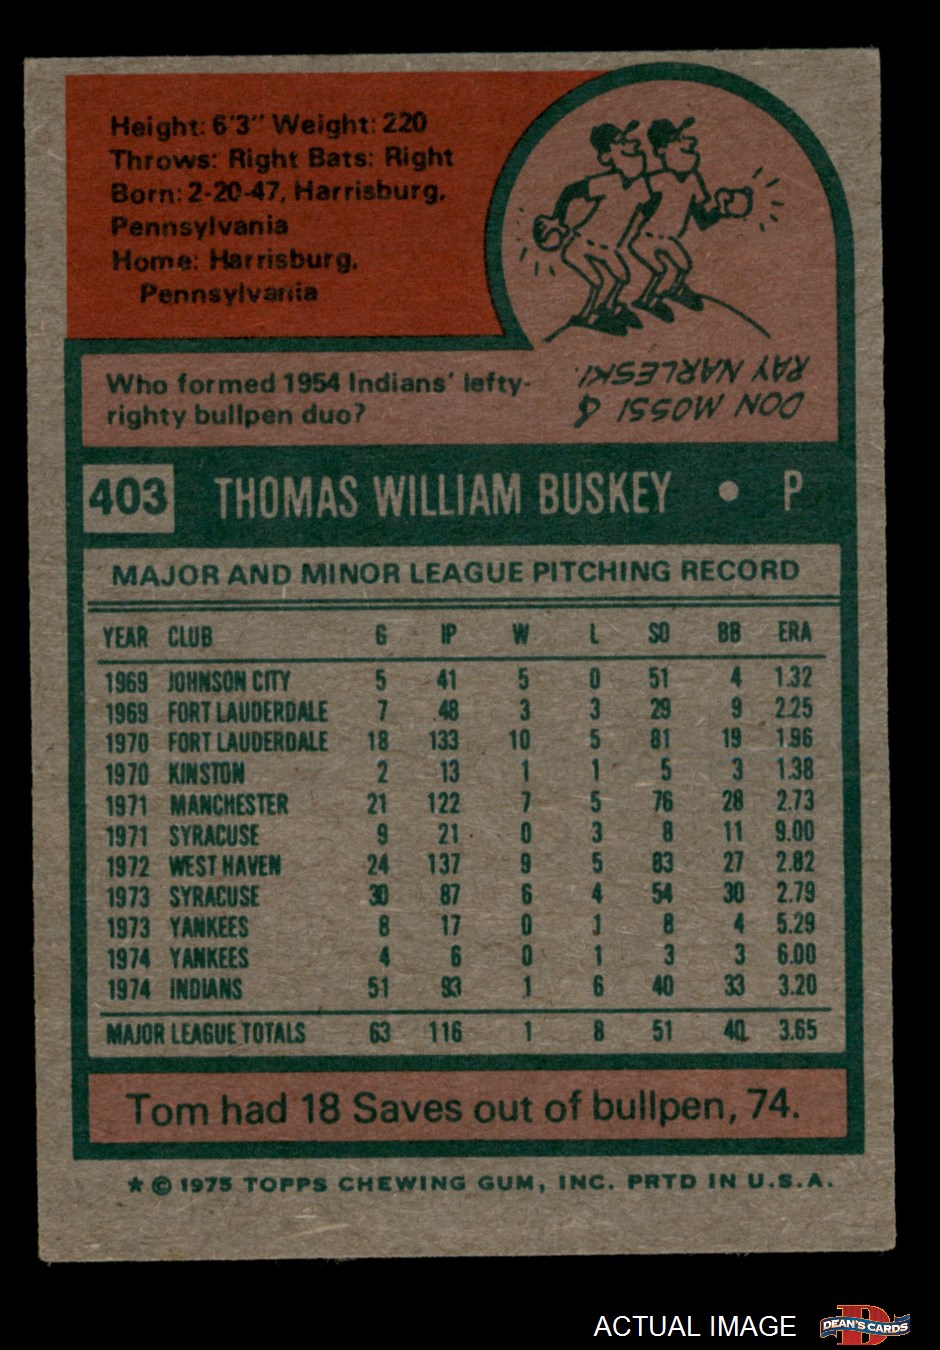 Height: 6'3" Weight: 220
Throws: Right Bats: Right
Born: 2-20-47, Harrisburg,
Pennsylvania
Home: Harrisburg,
Pennsylvania
Who formed 1954 Indians' lefty-
righty bullpen duo?
DON MOSSI &
RAY NARLESKI.
403 THOMAS WILLIAM BUSKEY • P
MAJOR AND MINOR LEAGUE PITCHING RECORD
YEAR CLUB G IP W L SO BB ERA
1969 JOHNSON CITY 5 41 5 0 51 4 1.32
1969 FORT LAUDERDALE 7 48 3 3 29 9 2.25
1970 FORT LAUDERDALE 18 133 10 5 81 19 1.96
1970 KINSTON 2 13 1 1 5 3 1.38
1971 MANCHESTER 21 122 7 5 76 28 2.73
1971 SYRACUSE 9 21 0 3 8 11 9.00
1972 WEST HAVEN 24 137 9 5 83 27 2.82
1973 SYRACUSE 30 87 6 4 54 30 2.79
1973 YANKEES 8 17 0 1 8 4 5.29
1974 YANKEES 4 6 0 1 3 3 6.00
1974 INDIANS 51 93 1 6 40 33 3.20
MAJOR LEAGUE TOTALS 63 116 1 8 51 40 3.65
Tom had 18 Saves out of bullpen, 74.
* © 1975 TOPPS CHEWING GUM, INC. PRTD IN U.S.A.
ACTUAL IMAGE
DEAN'S CARDS